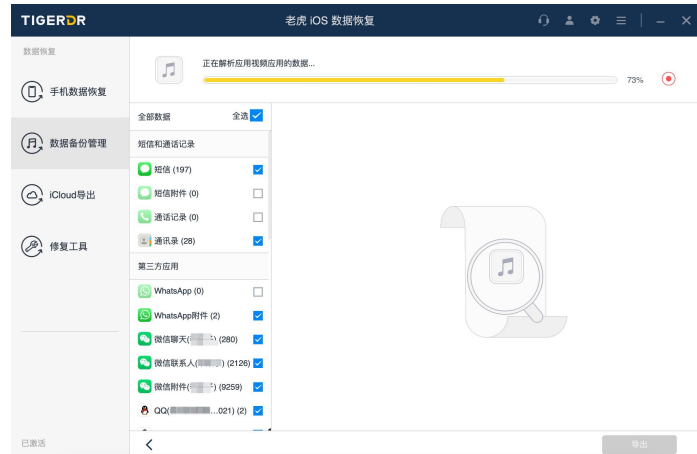 TIGERDR
老虎 iOS 数据恢复
数据恢复
手机数据恢复
数据备份管理
iCloud导出
修复工具
已激活
正在解析应用视频应用的数据...
73%
全部数据 全选
短信和通话记录
短信 (197)
短信附件 (0)
通话记录 (0)
通讯录 (28)
第三方应用
WhatsApp (0)
WhatsApp附件 (2)
微信聊天( ) (280)
微信联系人( ) (2126)
微信附件( ) (9259)
QQ( ...021) (2)
导出